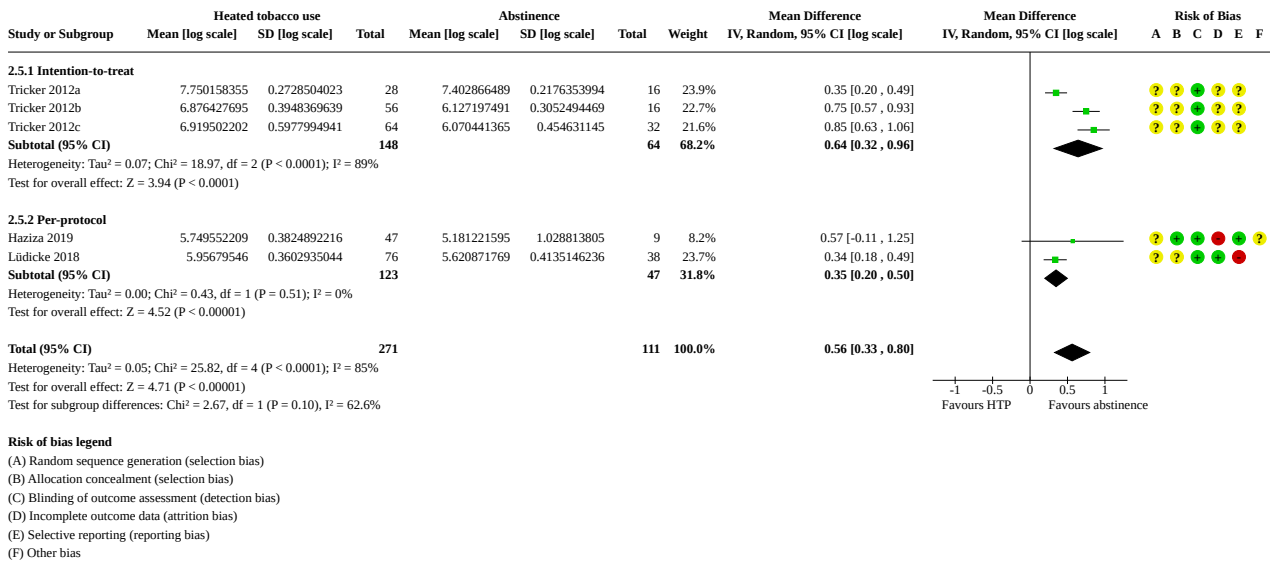 Heated tobacco use Abstinence Mean Difference Mean Difference Risk of Bias
Study or Subgroup Mean [log scale] SD [log scale] Total Mean [log scale] SD [log scale] Total Weight IV, Random, 95% CI [log scale] IV, Random, 95% CI [log scale] A B C D E F
2.5.1 Intention-to-treat
Tricker 2012a 7.750158355 0.2728504023 28 7.402866489 0.2176353994 16 23.9% 0.35 [0.20 , 0.49] ? ? + ? ?
Tricker 2012b 6.876427695 0.3948369639 56 6.127197491 0.3052494469 16 22.7% 0.75 [0.57 , 0.93] ? ? + ? ?
Tricker 2012c 6.919502202 0.5977994941 64 6.070441365 0.454631145 32 21.6% 0.85 [0.63 , 1.06] ? ? + ? ?
Subtotal (95% CI) 148 64 68.2% 0.64 [0.32 , 0.96]
Heterogeneity: Tau² = 0.07; Chi² = 18.97, df = 2 (P < 0.0001); I² = 89%
Test for overall effect: Z = 3.94 (P < 0.0001)
2.5.2 Per-protocol
Haziza 2019 5.749552209 0.3824892216 47 5.181221595 1.028813805 9 8.2% 0.57 [-0.11 , 1.25] ? + + - + ?
Lüdicke 2018 5.95679546 0.3602935044 76 5.620871769 0.4135146236 38 23.7% 0.34 [0.18 , 0.49] ? ? + + -
Subtotal (95% CI) 123 47 31.8% 0.35 [0.20 , 0.50]
Heterogeneity: Tau² = 0.00; Chi² = 0.43, df = 1 (P = 0.51); I² = 0%
Test for overall effect: Z = 4.52 (P < 0.00001)
Total (95% CI) 271 111 100.0% 0.56 [0.33 , 0.80]
Heterogeneity: Tau² = 0.05; Chi² = 25.82, df = 4 (P < 0.0001); I² = 85%
Test for overall effect: Z = 4.71 (P < 0.00001)
Test for subgroup differences: Chi² = 2.67, df = 1 (P = 0.10), I² = 62.6%
-1 -0.5 0 0.5 1
Favours HTP Favours abstinence
Risk of bias legend
(A) Random sequence generation (selection bias)
(B) Allocation concealment (selection bias)
(C) Blinding of outcome assessment (detection bias)
(D) Incomplete outcome data (attrition bias)
(E) Selective reporting (reporting bias)
(F) Other bias